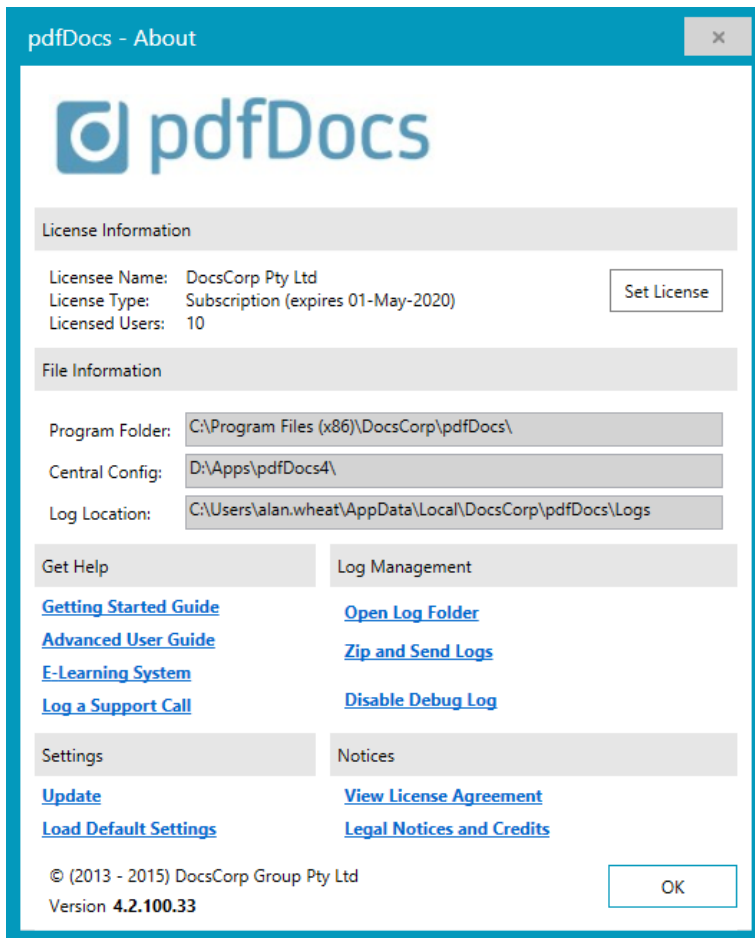 pdfDocs - About
pdfDocs
License Information
Licensee Name: DocsCorp Pty Ltd
License Type: Subscription (expires 01-May-2020)
Licensed Users: 10
Set License
File Information
Program Folder: C:\Program Files (x86)\DocsCorp\pdfDocs\
Central Config: D:\Apps\pdfDocs4\
Log Location: C:\Users\alan.wheat\AppData\Local\DocsCorp\pdfDocs\Logs
Get Help
Getting Started Guide
Advanced User Guide
E-Learning System
Log a Support Call
Log Management
Open Log Folder
Zip and Send Logs
Disable Debug Log
Settings
Update
Load Default Settings
Notices
View License Agreement
Legal Notices and Credits
© (2013 - 2015) DocsCorp Group Pty Ltd
Version 4.2.100.33
OK